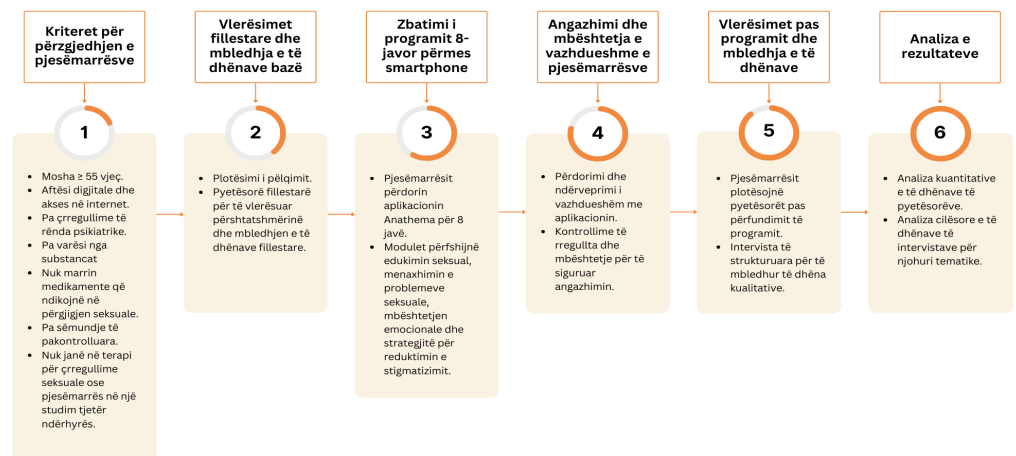 Kriteret për
përzgjedhjen e
pjesëmarrësve
1
• Mosha ≥ 55 vjeç.
• Aftësi digjitale dhe
akses në internet.
• Pa çrregullime të
rënda psikiatrike.
• Pa varësi nga
substancat
• Nuk marrin
medikamente që
ndikojnë në
përgjigjen seksuale.
• Pa sëmundje të
pakontrolluara.
• Nuk janë në terapi
për çrregullime
seksuale ose
pjesëmarrës në një
studim tjetër
ndërhyrës.
Vlerësimet
fillestare dhe
mbledhja e të
dhënave bazë
2
• Plotësimi i pëlqimit.
• Pyetësorë fillestarë
për të vlerësuar
përshtatshmërinë
dhe mbledhjen e të
dhënave fillestare.
Zbatimi i
programit 8-
javor përmes
smartphone
3
• Pjesëmarrësit
përdorin
aplikacionin
Anathema për 8
javë.
• Modulet përfshijnë
edukimin seksual,
menaxhimin e
problemeve
seksuale,
mbështetjen
emocionale dhe
strategjitë për
reduktimin e
stigmatizimit.
Angazhimi dhe
mbështetja e
vazhdueshme e
pjesëmarrësve
4
• Përdorimi dhe
ndërveprimi i
vazhdueshëm me
aplikacionin.
• Kontrollime të
rregullta dhe
mbështetje për të
siguruar
angazhimin.
Vlerësimet pas
programit dhe
mbledhja e të
dhënave
5
• Pjesëmarrësit
plotësojnë
pyetësorët pas
përfundimit të
programit.
• Intervista të
strukturuara për të
mbledhur të dhëna
kualitative.
Analiza e
rezultateve
6
• Analiza kuantitative
e të dhënave të
pyetësorëve.
• Analiza cilësore e të
dhënave të
intervistave për
njohuri tematike.